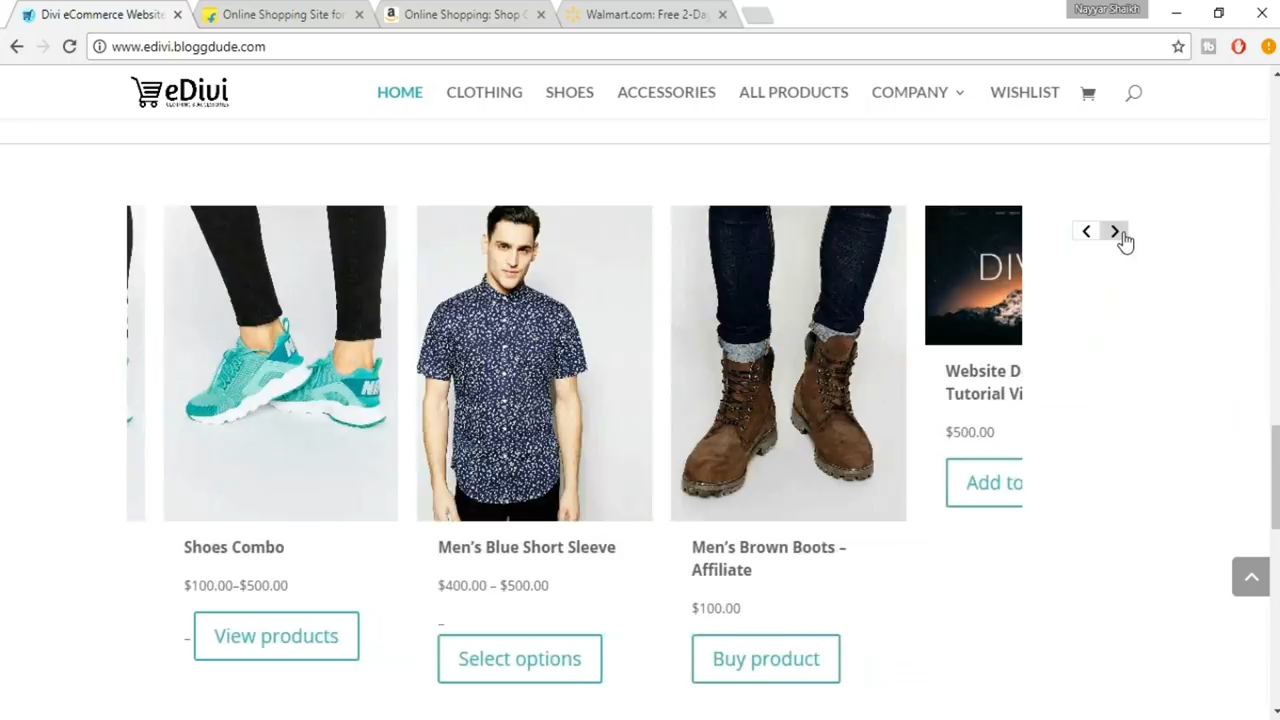 Divi eCommerce Website
Online Shopping Site for
Online Shopping: Shop
Walmart.com: Free 2-Da
Nayyar Shaikh
www.edivi.bloggdude.com
eDivi
CLOTHING & ACCESSORIES
HOME
CLOTHING
SHOES
ACCESSORIES
ALL PRODUCTS
COMPANY
WISHLIST
DIV
Website D
Tutorial Vi
$500.00
Add to
Shoes Combo
$100.00–$500.00
– View products
Men’s Blue Short Sleeve
$400.00 – $500.00
–
Select options
Men’s Brown Boots –
Affiliate
$100.00
Buy product